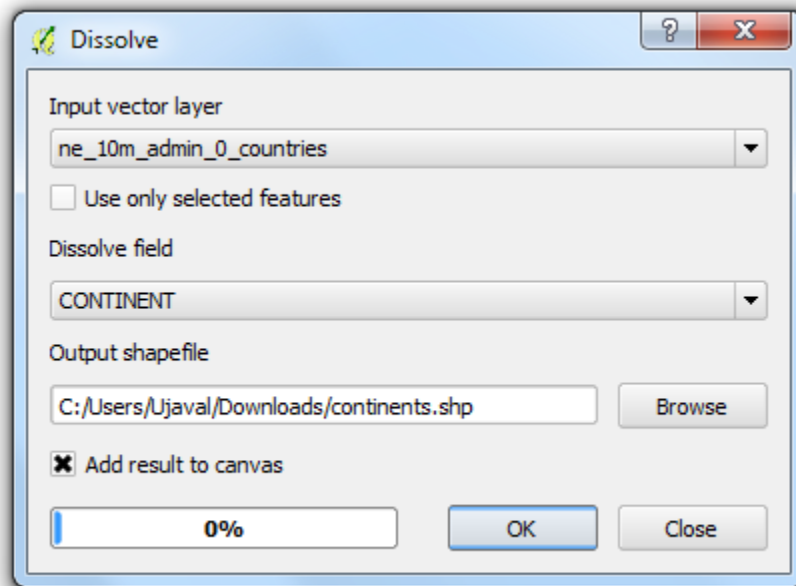 Dissolve
Input vector layer
ne_10m_admin_0_countries
Use only selected features
Dissolve field
CONTINENT
Output shapefile
C:/Users/Ujaval/Downloads/continents.shp
Browse
Add result to canvas
0%
OK
Close